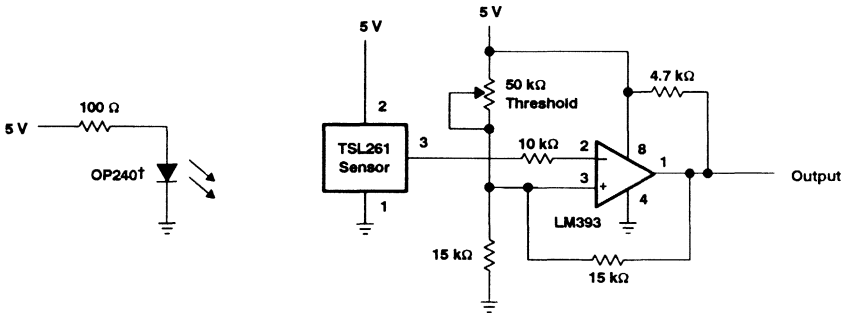 5 V
100 Ω
OP240†
5 V
2
TSL261
Sensor
3
1
5 V
50 kΩ
Threshold
4.7 kΩ
10 kΩ
2
–
8
1
3
+
4
LM393
Output
15 kΩ
15 kΩ